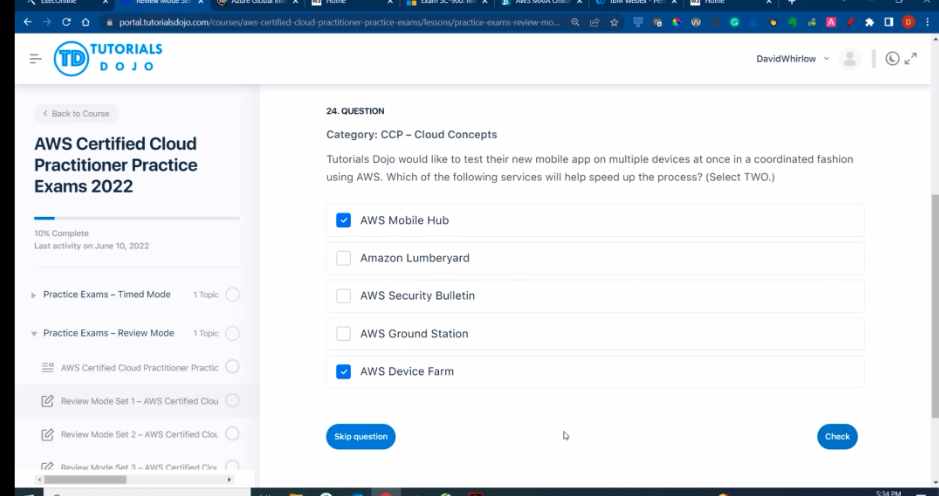 ExecOnline
Review Mode Set
Azure Global Inf
Home
AWS MAIA Onbo
IBM Webex - Pers
Home
portal.tutorialsdojo.com/courses/aws-certified-cloud-practitioner-practice-exams/lessons/practice-exams-review-mo...
TUTORIALS
DOJO
TD
DavidWhirlow
Back to Course
AWS Certified Cloud
Practitioner Practice
Exams 2022
10% Complete
Last activity on June 10, 2022
Practice Exams – Timed Mode 1 Topic
Practice Exams – Review Mode 1 Topic
AWS Certified Cloud Practitioner Practic
Review Mode Set 1 – AWS Certified Clou
Review Mode Set 2 – AWS Certified Clou
Review Mode Set 3 – AWS Certified Clou
24. QUESTION
Category: CCP – Cloud Concepts
Tutorials Dojo would like to test their new mobile app on multiple devices at once in a coordinated fashion
using AWS. Which of the following services will help speed up the process? (Select TWO.)
AWS Mobile Hub
Amazon Lumberyard
AWS Security Bulletin
AWS Ground Station
AWS Device Farm
Skip question
Check
5:34 PM